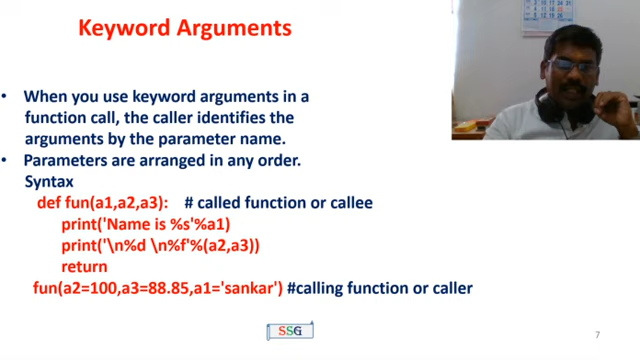 Keyword Arguments
• When you use keyword arguments in a
function call, the caller identifies the
arguments by the parameter name.
• Parameters are arranged in any order.
Syntax
def fun(a1,a2,a3): # called function or callee
print('Name is %s'%a1)
print('\n%d \n%f'%(a2,a3))
return
fun(a2=100,a3=88.85,a1='sankar') #calling function or caller
SSG
7